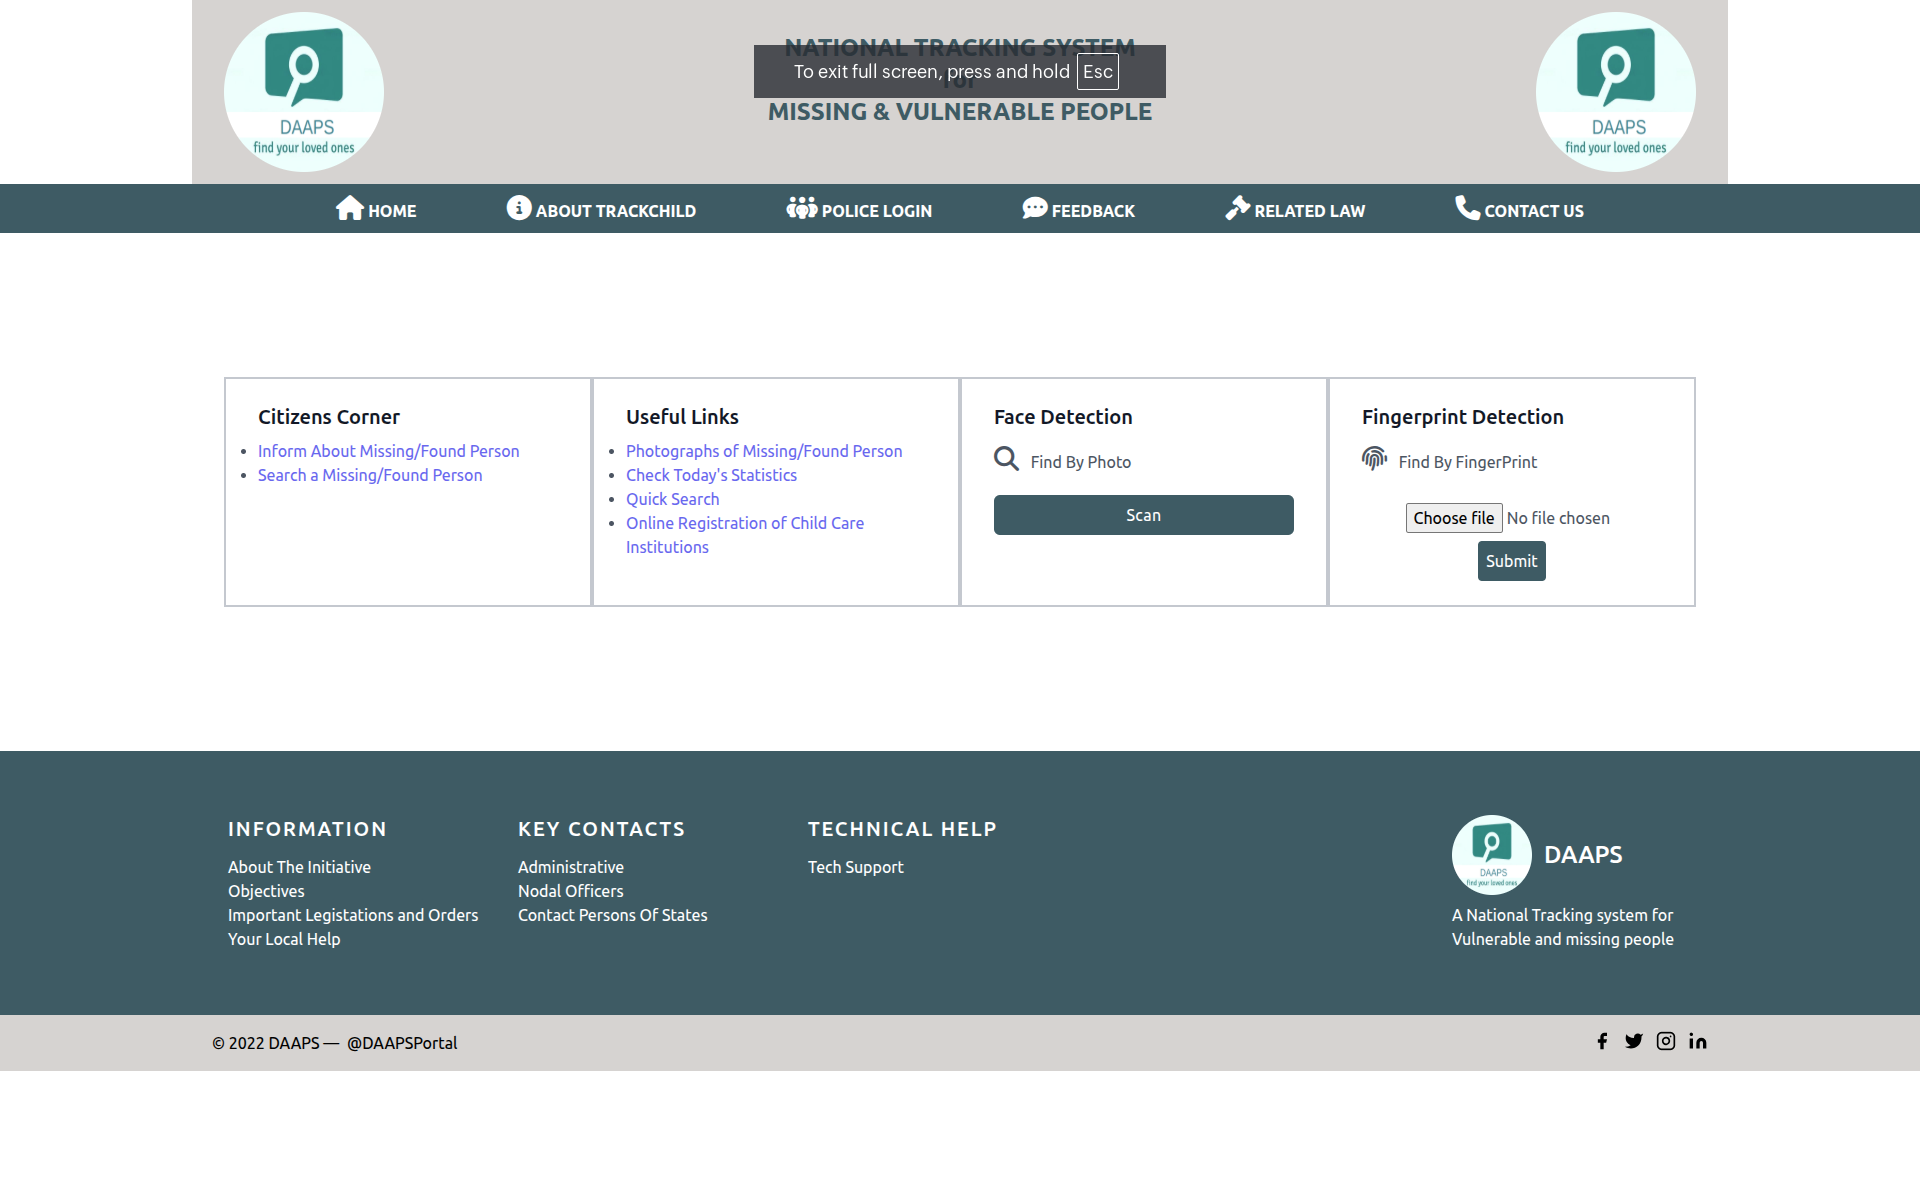 DAAPS
find your loved ones
NATIONAL TRACKING SYSTEM
for
MISSING & VULNERABLE PEOPLE
To exit full screen, press and hold Esc
DAAPS
find your loved ones
HOME
ABOUT TRACKCHILD
POLICE LOGIN
FEEDBACK
RELATED LAW
CONTACT US
Citizens Corner
Inform About Missing/Found Person
Search a Missing/Found Person
Useful Links
Photographs of Missing/Found Person
Check Today's Statistics
Quick Search
Online Registration of Child Care
Institutions
Face Detection
Find By Photo
Scan
Fingerprint Detection
Find By FingerPrint
Choose file No file chosen
Submit
INFORMATION
About The Initiative
Objectives
Important Legistations and Orders
Your Local Help
KEY CONTACTS
Administrative
Nodal Officers
Contact Persons Of States
TECHNICAL HELP
Tech Support
DAAPS
find your loved ones
DAAPS
A National Tracking system for
Vulnerable and missing people
© 2022 DAAPS — @DAAPSPortal